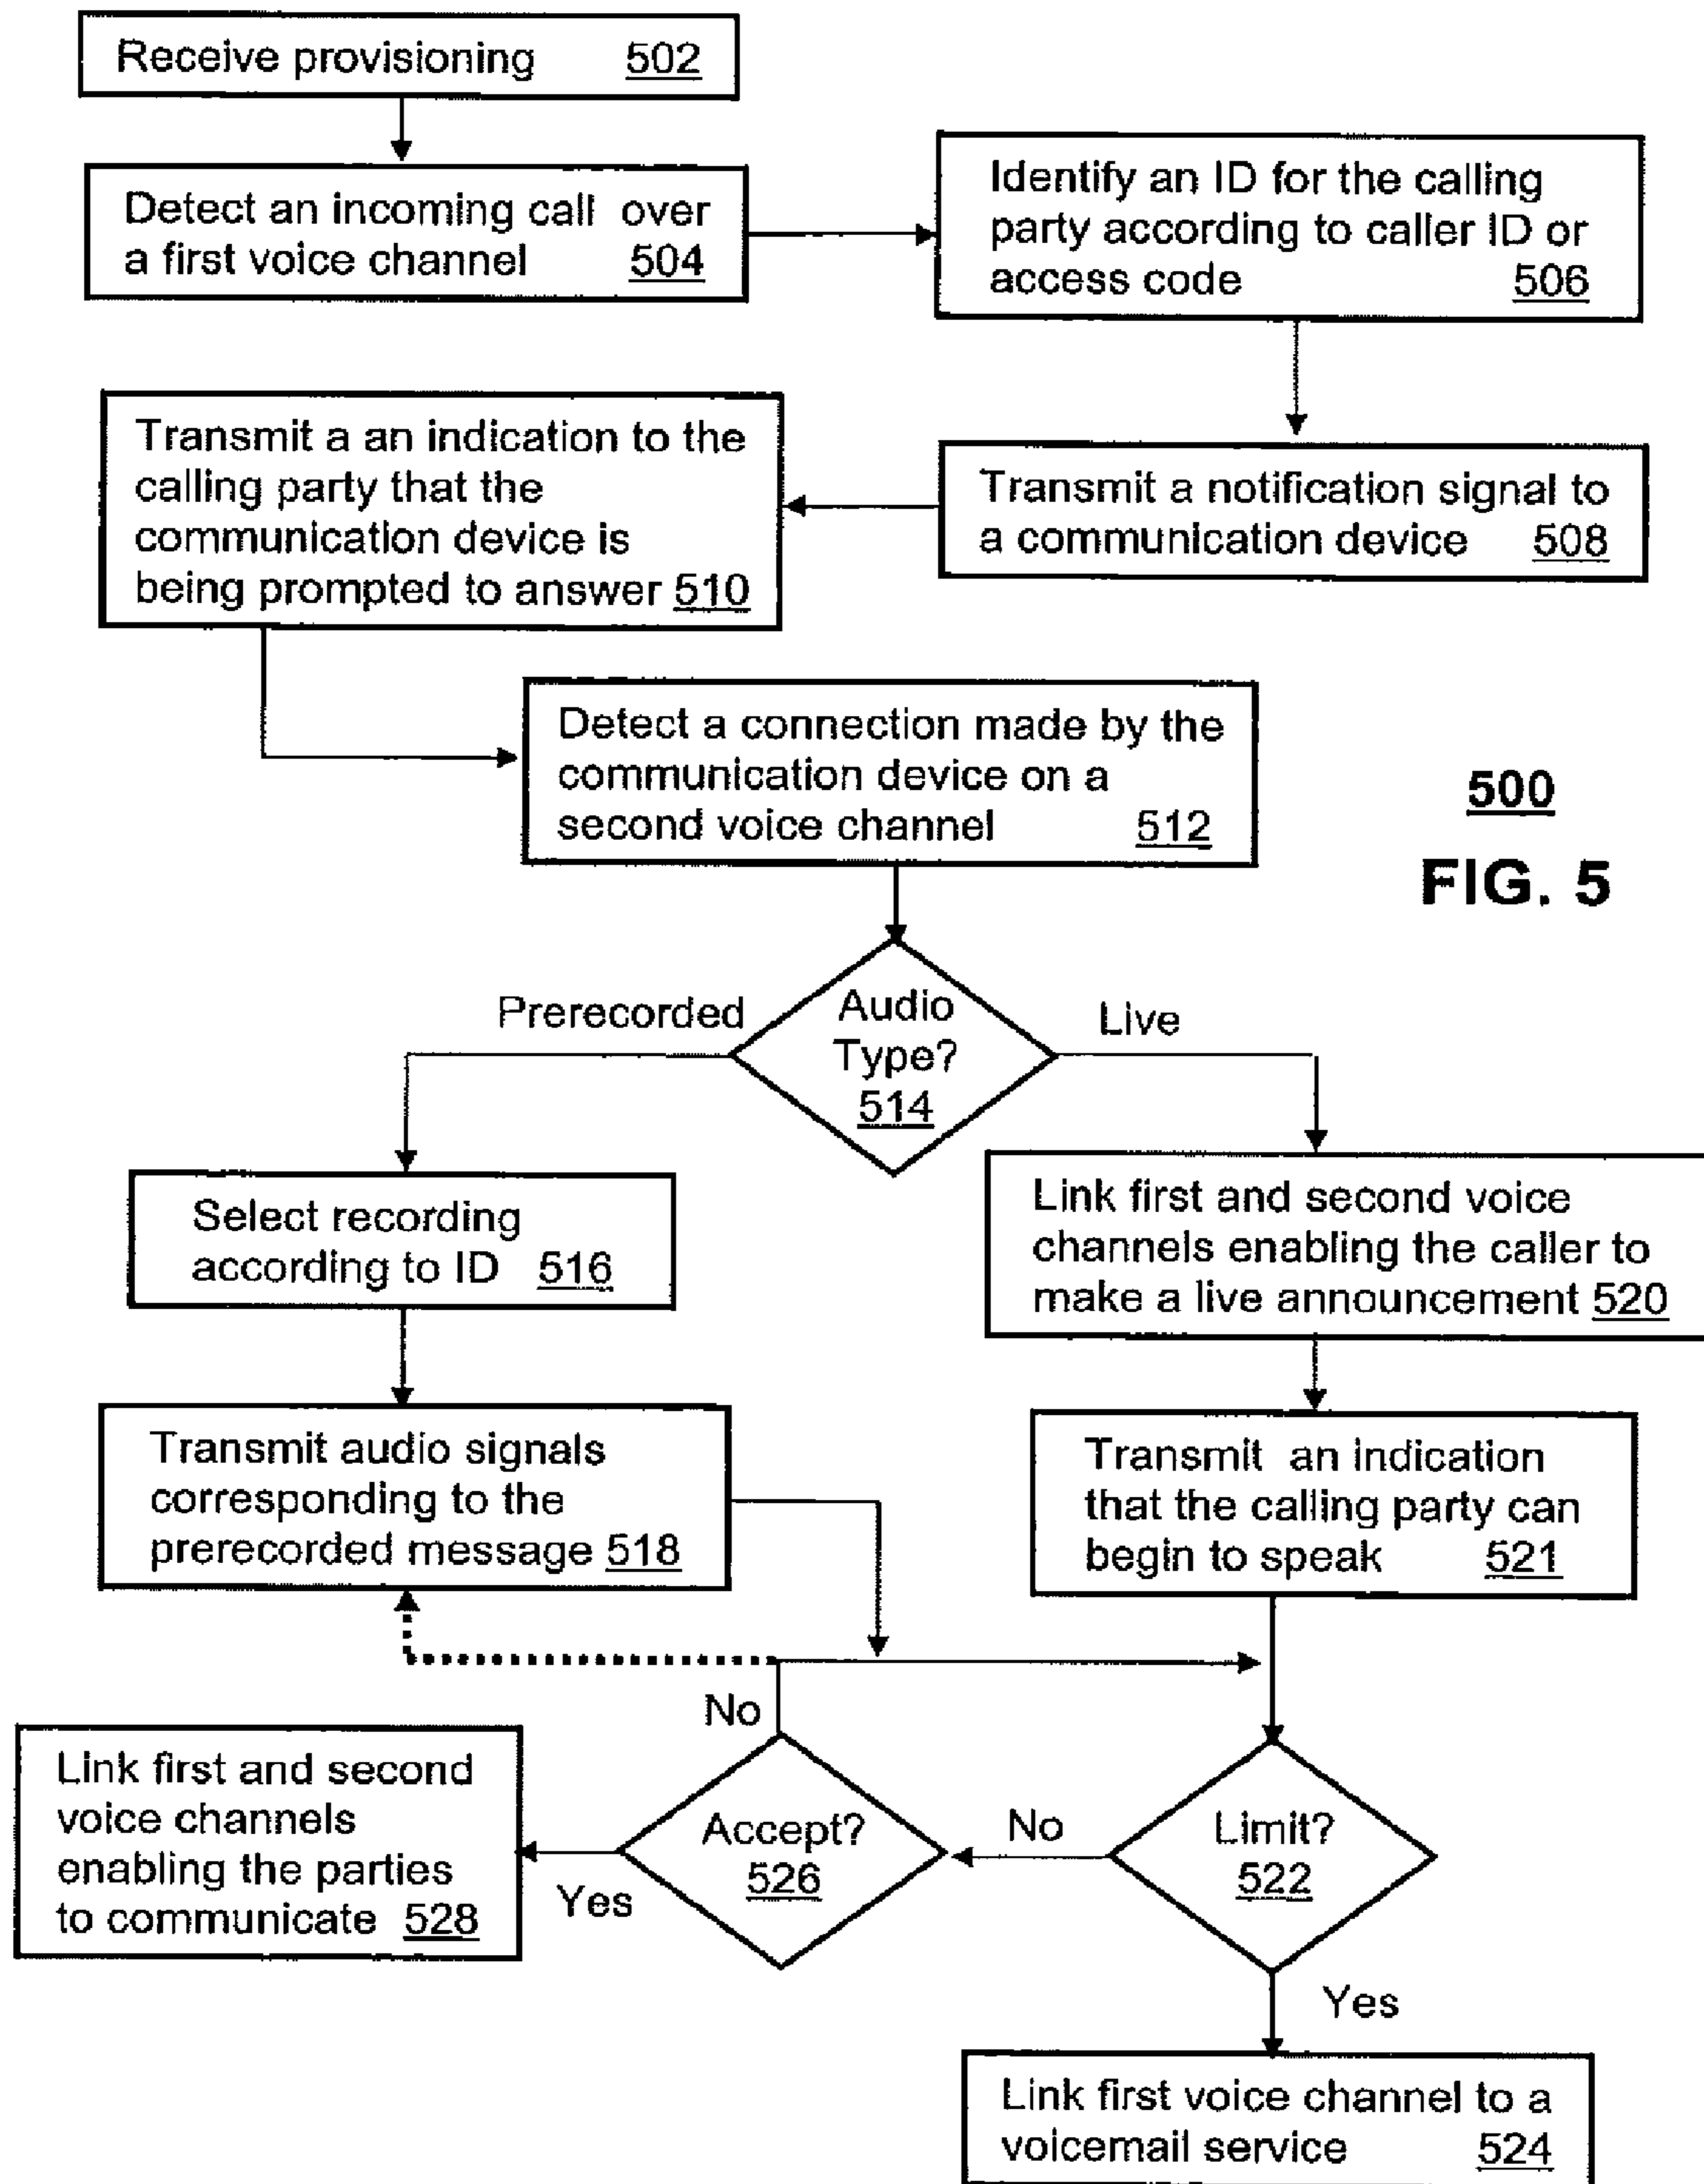 Receive provisioning 502
Detect an incoming call over
a first voice channel 504
Identify an ID for the calling
party according to caller ID or
access code 506
Transmit a notification signal to
a communication device 508
Transmit a an indication to the
calling party that the
communication device is
being prompted to answer 510
Detect a connection made by the
communication device on a
second voice channel 512
500
FIG. 5
Audio
Type?
514
Prerecorded
Live
Select recording
according to ID 516
Link first and second voice
channels enabling the caller to
make a live announcement 520
Transmit audio signals
corresponding to the
prerecorded message 518
Transmit an indication
that the calling party can
begin to speak 521
No
Link first and second
voice channels
enabling the parties
to communicate 528
Yes
Accept?
526
No
Limit?
522
Yes
Link first voice channel to a
voicemail service 524